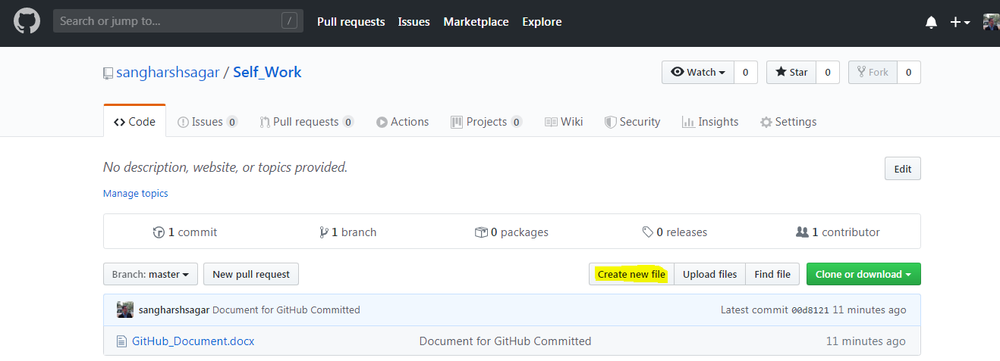 Search or jump to... / Pull requests Issues Marketplace Explore
sangharshsagar / Self_Work Watch 0 Star 0 Fork 0
Code Issues 0 Pull requests 0 Actions Projects 0 Wiki Security Insights Settings
No description, website, or topics provided. Edit
Manage topics
1 commit 1 branch 0 packages 0 releases 1 contributor
Branch: master New pull request Create new file Upload files Find file Clone or download
sangharshsagar Document for GitHub Committed Latest commit 00d8121 11 minutes ago
GitHub_Document.docx Document for GitHub Committed 11 minutes ago